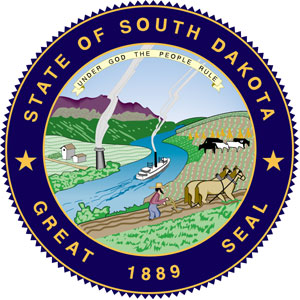 STATE OF SOUTH DAKOTA
UNDER GOD THE PEOPLE RULE
GREAT SEAL
1889